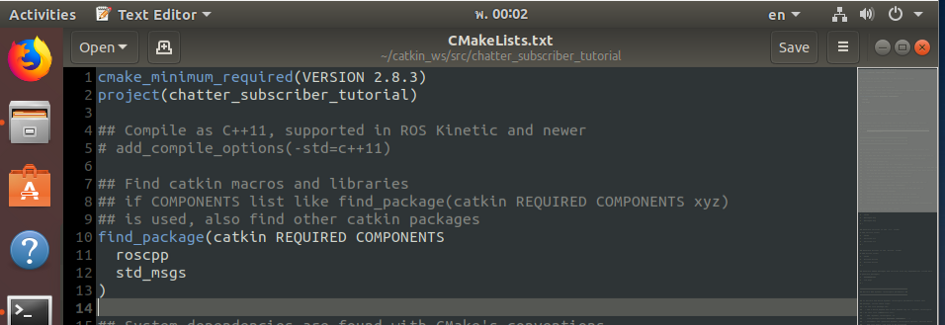 Activities Text Editor พ. 00:02 en
Open CMakeLists.txt Save
~/catkin_ws/src/chatter_subscriber_tutorial
1 cmake_minimum_required(VERSION 2.8.3)
2 project(chatter_subscriber_tutorial)
3
4 ## Compile as C++11, supported in ROS Kinetic and newer
5 # add_compile_options(-std=c++11)
6
7 ## Find catkin macros and libraries
8 ## if COMPONENTS list like find_package(catkin REQUIRED COMPONENTS xyz)
9 ## is used, also find other catkin packages
10 find_package(catkin REQUIRED COMPONENTS
11 roscpp
12 std_msgs
13 )
14
15 ## System dependencies are found with CMake's conventions